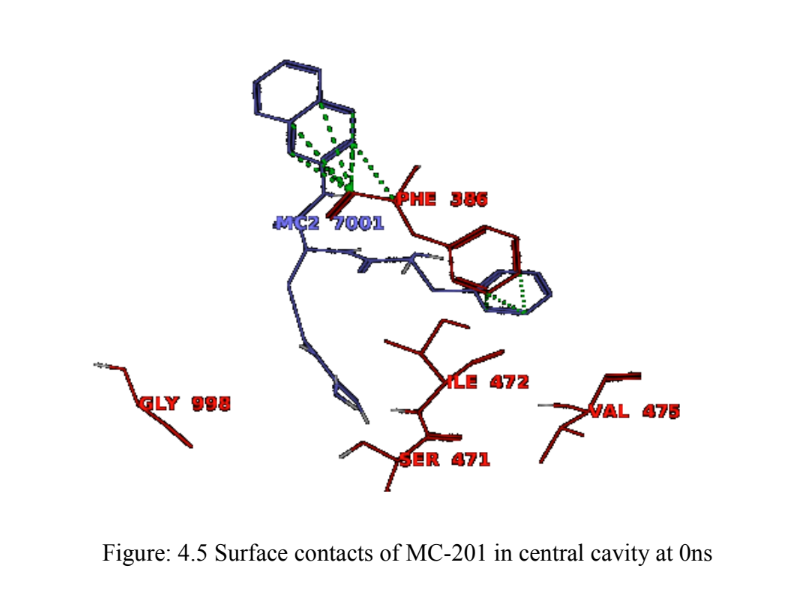 PHE 386
MC2 7001
ILE 472
GLY 998
VAL 475
SER 471
Figure: 4.5 Surface contacts of MC-201 in central cavity at 0ns